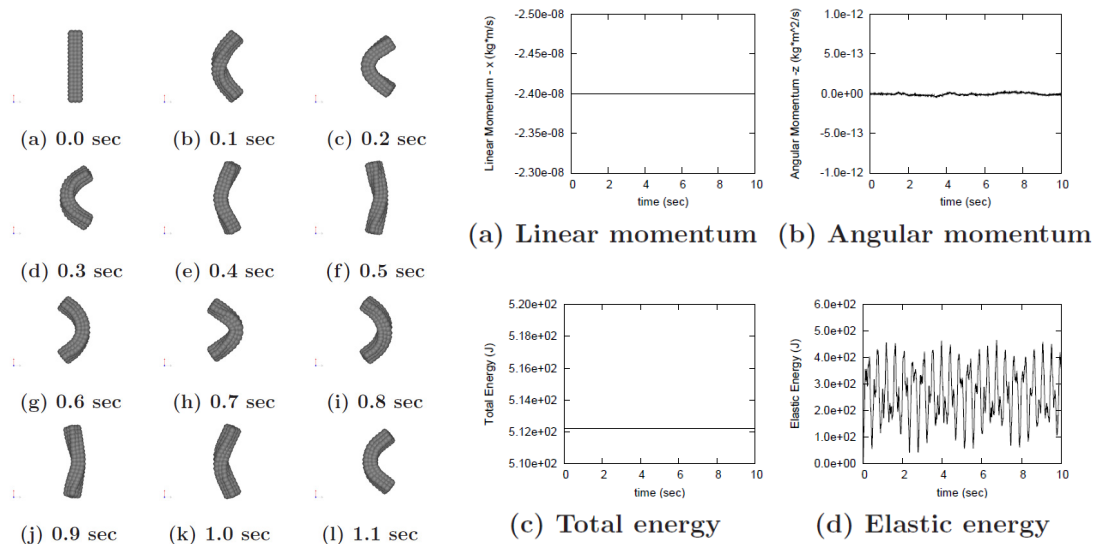 (a) 0.0 sec (b) 0.1 sec (c) 0.2 sec
(d) 0.3 sec (e) 0.4 sec (f) 0.5 sec
(g) 0.6 sec (h) 0.7 sec (i) 0.8 sec
(j) 0.9 sec (k) 1.0 sec (l) 1.1 sec
Linear Momentum - x (kg*m/s)
-2.50e-08
-2.45e-08
-2.40e-08
-2.35e-08
-2.30e-08
0 2 4 6 8 10
time (sec)
(a) Linear momentum
Angular Momentum -z (kg*m^2/s)
1.0e-12
5.0e-13
0.0e+00
-5.0e-13
-1.0e-12
0 2 4 6 8 10
time (sec)
(b) Angular momentum
Total Energy (J)
5.20e+02
5.18e+02
5.16e+02
5.14e+02
5.12e+02
5.10e+02
0 2 4 6 8 10
time (sec)
(c) Total energy
Elastic Energy (J)
6.0e+02
5.0e+02
4.0e+02
3.0e+02
2.0e+02
1.0e+02
0.0e+00
0 2 4 6 8 10
time (sec)
(d) Elastic energy